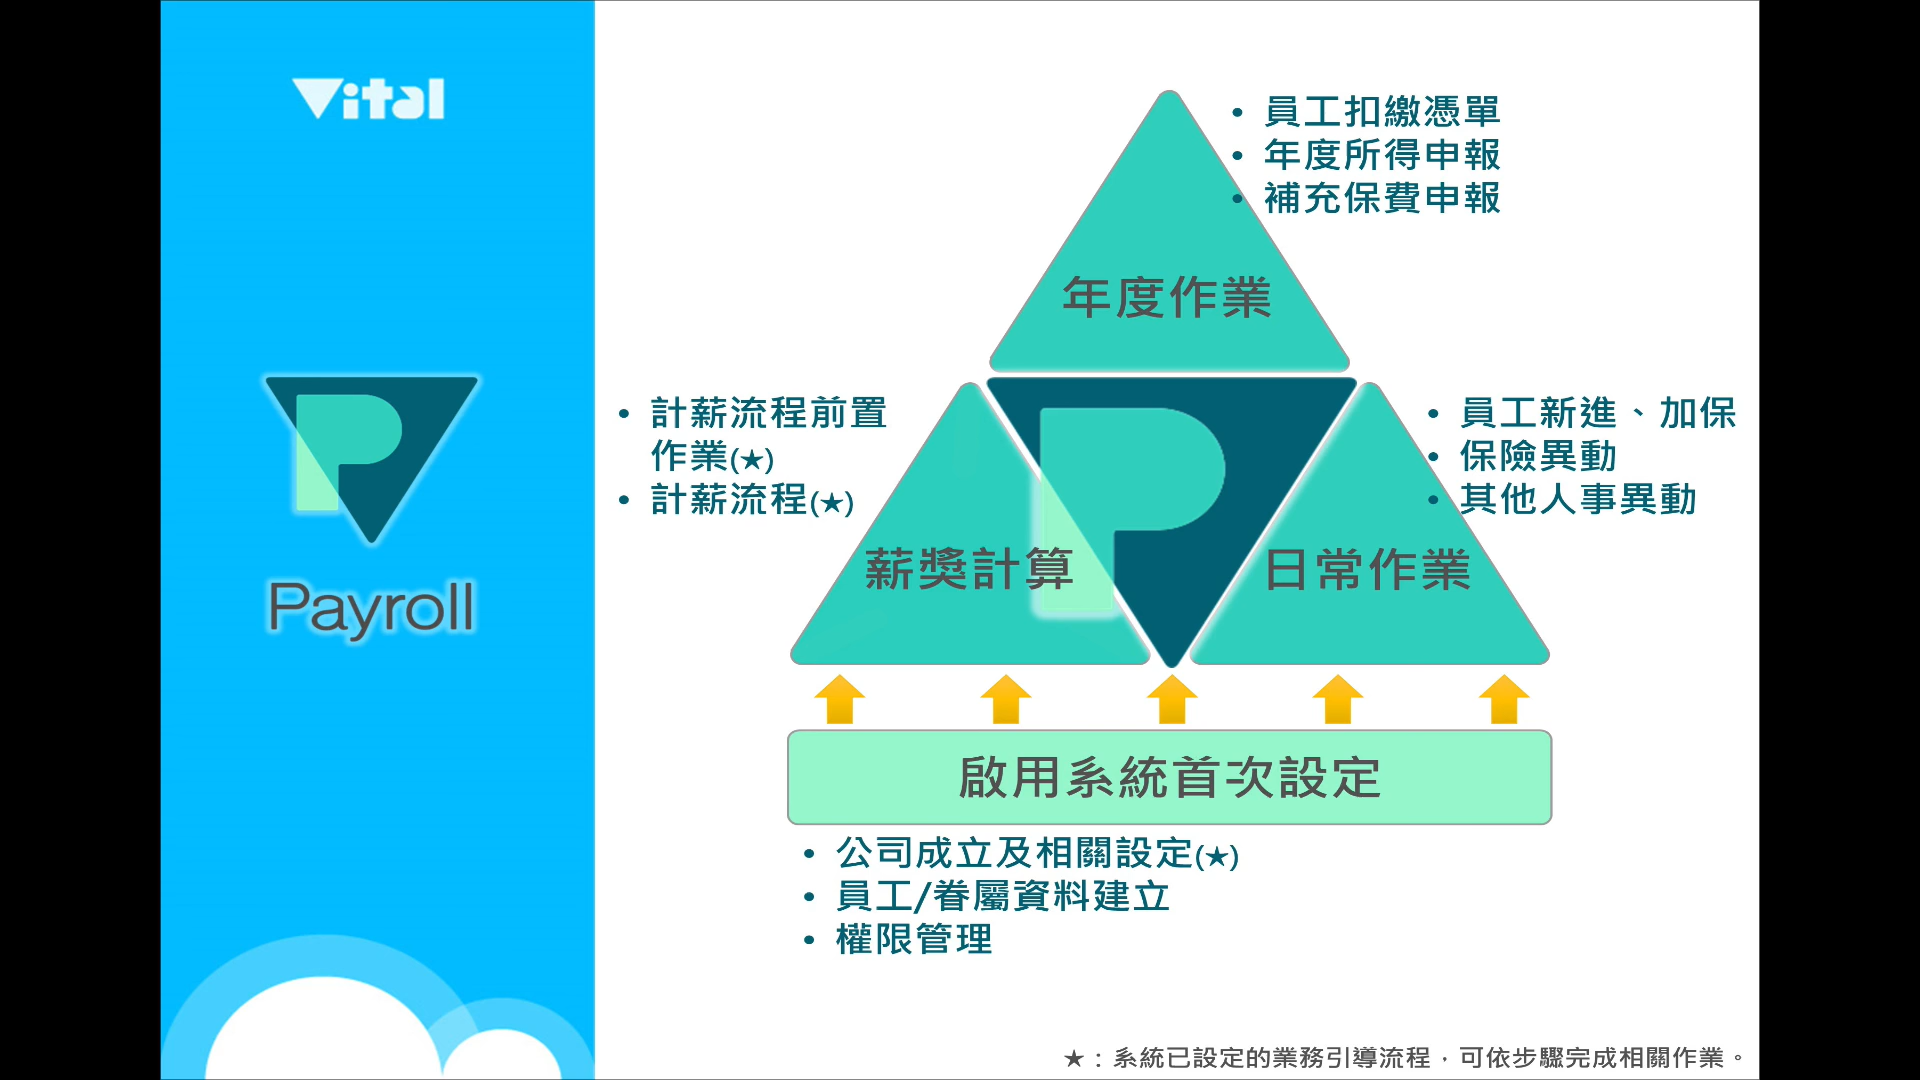 Vital
Payroll
• 員工扣繳憑單
• 年度所得申報
• 補充保費申報
年度作業
• 計薪流程前置
作業(★)
• 計薪流程(★)
薪獎計算
• 員工新進、加保
• 保險異動
• 其他人事異動
日常作業
啟用系統首次設定
• 公司成立及相關設定(★)
• 員工/眷屬資料建立
• 權限管理
★：系統已設定的業務引導流程，可依步驟完成相關作業。